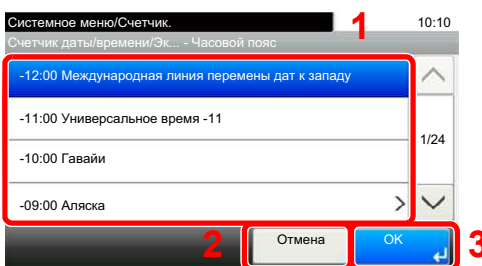 Системное меню/Счетчик. 1 10:10
Счетчик даты/времени/Эк... - Часовой пояс
-12:00 Международная линия перемены дат к западу
-11:00 Универсальное время -11
1/24
-10:00 Гавайи
-09:00 Аляска
2 Отмена OK 3